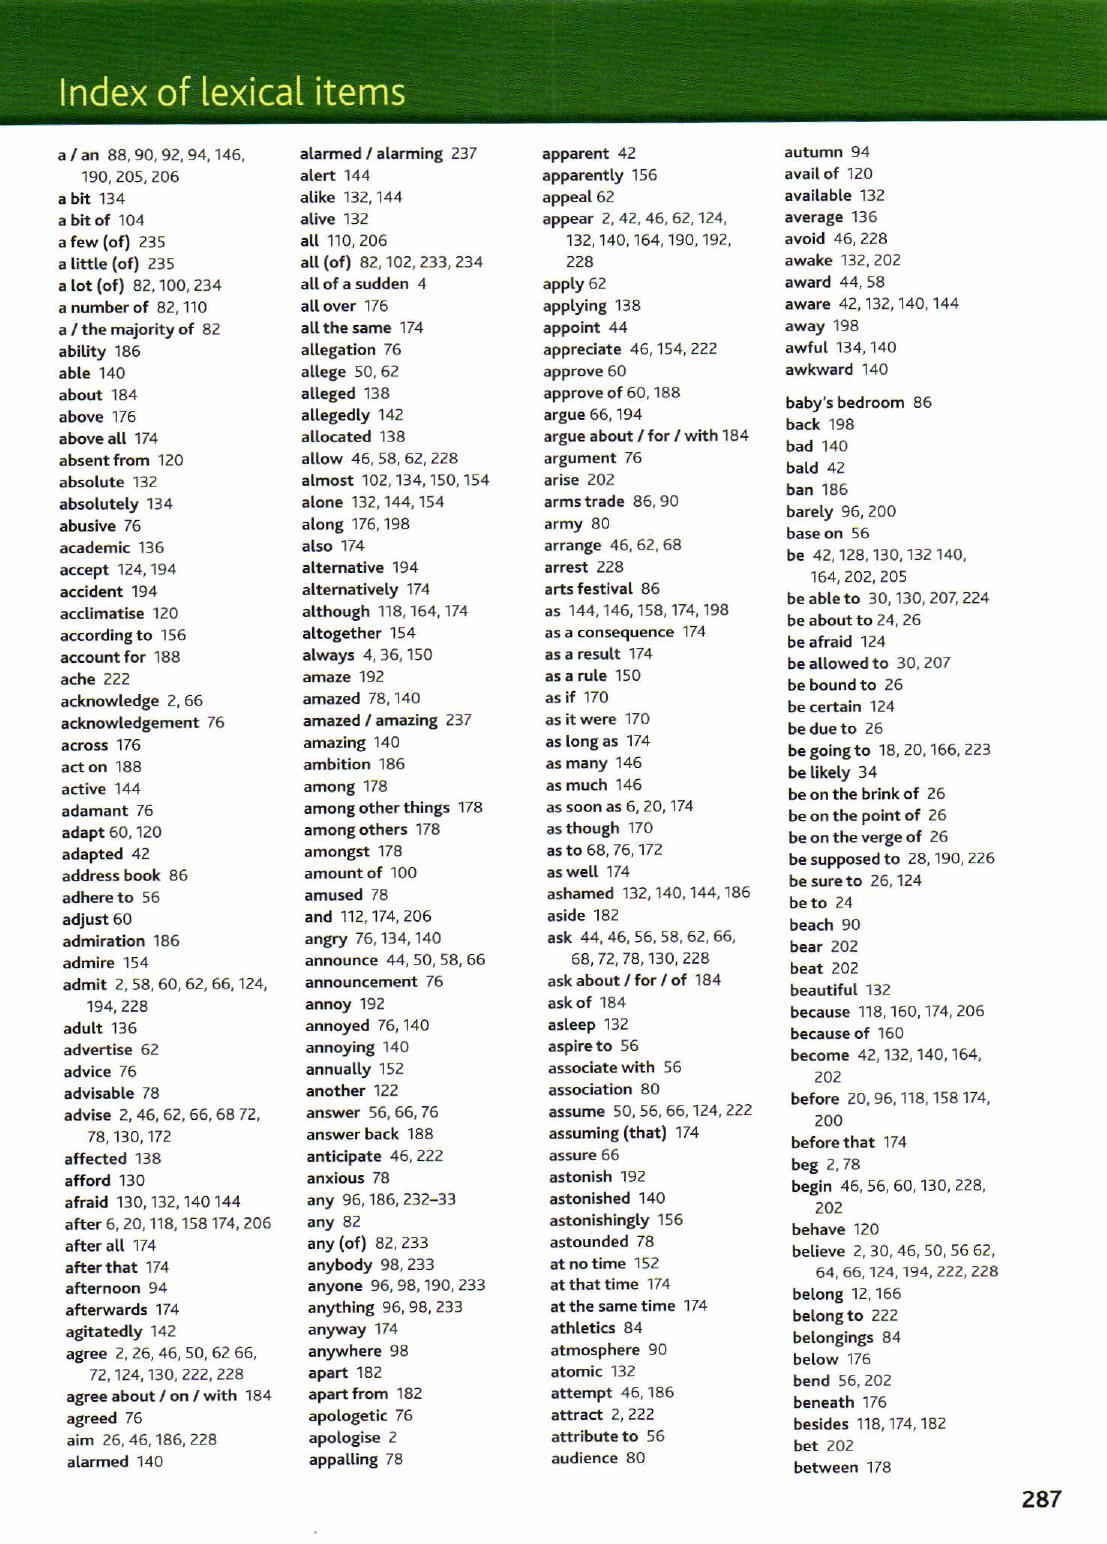 Index of lexical items
a / an 88, 90, 92, 94, 146,
190, 205, 206
a bit 134
a bit of 104
a few (of) 235
a little (of) 235
a lot (of) 82, 100, 234
a number of 82, 110
a / the majority of 82
ability 186
able 140
about 184
above 176
above all 174
absent from 120
absolute 132
absolutely 134
abusive 76
academic 136
accept 124, 194
accident 194
acclimatise 120
according to 156
account for 188
ache 222
acknowledge 2, 66
acknowledgement 76
across 176
act on 188
active 144
adamant 76
adapt 60, 120
adapted 42
address book 86
adhere to 56
adjust 60
admiration 186
admire 154
admit 2, 58, 60, 62, 66, 124,
194, 228
adult 136
advertise 62
advice 76
advisable 78
advise 2, 46, 62, 66, 68 72,
78, 130, 172
affected 138
afford 130
afraid 130, 132, 140 144
after 6, 20, 118, 158 174, 206
after all 174
after that 174
afternoon 94
afterwards 174
agitatedly 142
agree 2, 26, 46, 50, 62 66,
72, 124, 130, 222, 228
agree about / on / with 184
agreed 76
aim 26, 46, 186, 228
alarmed 140
alarmed / alarming 237
alert 144
alike 132, 144
alive 132
all 110, 206
all (of) 82, 102, 233, 234
all of a sudden 4
all over 176
all the same 174
allegation 76
allege 50, 62
alleged 138
allegedly 142
allocated 138
allow 46, 58, 62, 228
almost 102, 134, 150, 154
alone 132, 144, 154
along 176, 198
also 174
alternative 194
alternatively 174
although 118, 164, 174
altogether 154
always 4, 36, 150
amaze 192
amazed 78, 140
amazed / amazing 237
amazing 140
ambition 186
among 178
among other things 178
among others 178
amongst 178
amount of 100
amused 78
and 112, 174, 206
angry 76, 134, 140
announce 44, 50, 58, 66
announcement 76
annoy 192
annoyed 76, 140
annoying 140
annually 152
another 122
answer 56, 66, 76
answer back 188
anticipate 46, 222
anxious 78
any 96, 186, 232–33
any 82
any (of) 82, 233
anybody 98, 233
anyone 96, 98, 190, 233
anything 96, 98, 233
anyway 174
anywhere 98
apart 182
apart from 182
apologetic 76
apologise 2
appalling 78
apparent 42
apparently 156
appeal 62
appear 2, 42, 46, 62, 124,
132, 140, 164, 190, 192,
228
apply 62
applying 138
appoint 44
appreciate 46, 154, 222
approve 60
approve of 60, 188
argue 66, 194
argue about / for / with 184
argument 76
arise 202
arms trade 86, 90
army 80
arrange 46, 62, 68
arrest 228
arts festival 86
as 144, 146, 158, 174, 198
as a consequence 174
as a result 174
as a rule 150
as if 170
as it were 170
as long as 174
as many 146
as much 146
as soon as 6, 20, 174
as though 170
as to 68, 76, 172
as well 174
ashamed 132, 140, 144, 186
aside 182
ask 44, 46, 56, 58, 62, 66,
68, 72, 78, 130, 228
ask about / for / of 184
ask of 184
asleep 132
aspire to 56
associate with 56
association 80
assume 50, 56, 66, 124, 222
assuming (that) 174
assure 66
astonish 192
astonished 140
astonishingly 156
astounded 78
at no time 152
at that time 174
at the same time 174
athletics 84
atmosphere 90
atomic 132
attempt 46, 186
attract 2, 222
attribute to 56
audience 80
autumn 94
avail of 120
available 132
average 136
avoid 46, 228
awake 132, 202
award 44, 58
aware 42, 132, 140, 144
away 198
awful 134, 140
awkward 140
baby's bedroom 86
back 198
bad 140
bald 42
ban 186
barely 96, 200
base on 56
be 42, 128, 130, 132 140,
164, 202, 205
be able to 30, 130, 207, 224
be about to 24, 26
be afraid 124
be allowed to 30, 207
be bound to 26
be certain 124
be due to 26
be going to 18, 20, 166, 223
be likely 34
be on the brink of 26
be on the point of 26
be on the verge of 26
be supposed to 28, 190, 226
be sure to 26, 124
be to 24
beach 90
bear 202
beat 202
beautiful 132
because 118, 160, 174, 206
because of 160
become 42, 132, 140, 164,
202
before 20, 96, 118, 158 174,
200
before that 174
beg 2, 78
begin 46, 56, 60, 130, 228,
202
behave 120
believe 2, 30, 46, 50, 56 62,
64, 66, 124, 194, 222, 228
belong 12, 166
belong to 222
belongings 84
below 176
bend 56, 202
beneath 176
besides 118, 174, 182
bet 202
between 178
287